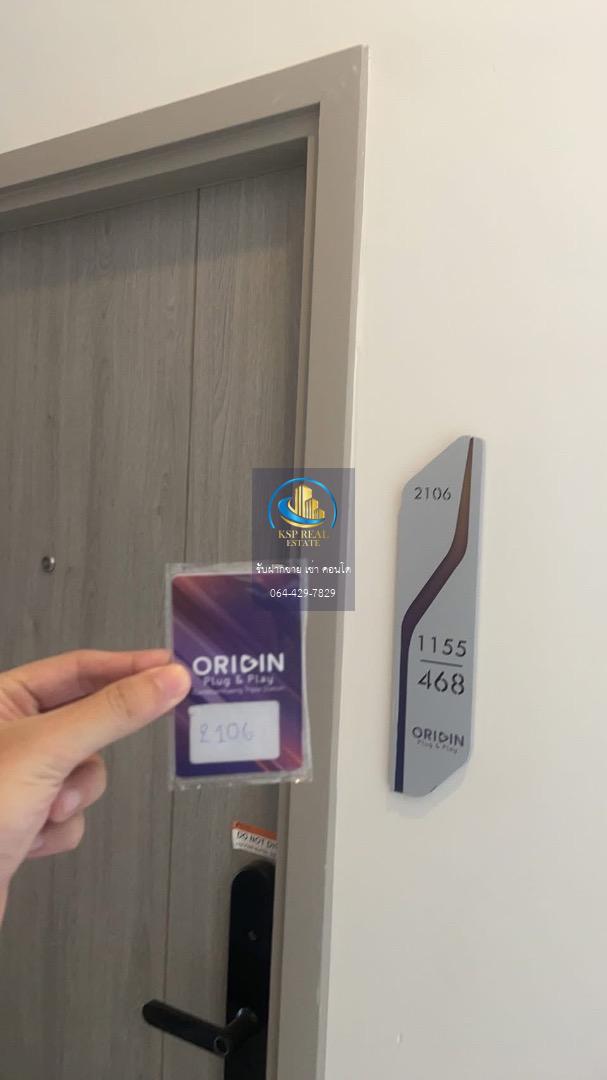 2106
1155
468
ORIGIN
Plug & Play
KSP REAL
ESTATE
รับฝากขาย เช่า คอนโด
064-429-7829
ORIGIN
Plug & Play
2106
DO NOT